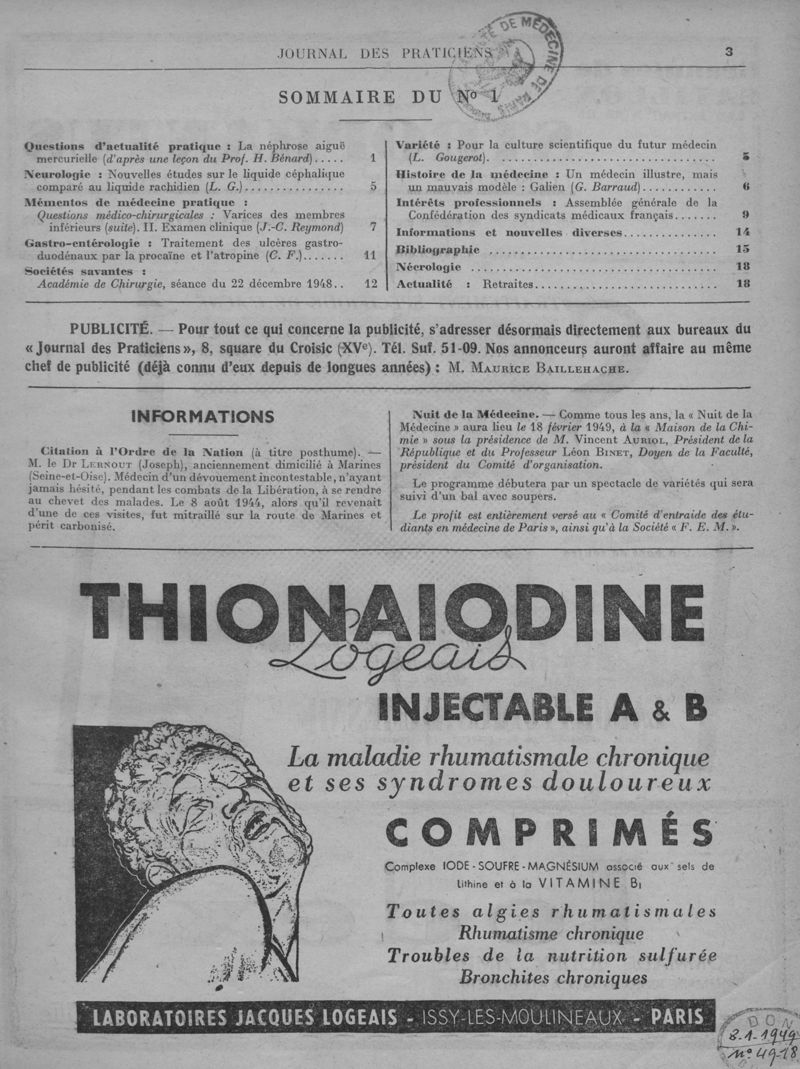 JOURNAL DES PRATICIENS
3
SOMMAIRE DU Nº 1
Questions d'actualité pratique : La néphrose aiguë
mercurielle (d'après une leçon du Prof. H. Bénard)..... 1
Neurologie : Nouvelles études sur le liquide céphalique
comparé au liquide rachidien (L. G.)................ 5
Mémentos de médecine pratique :
Questions médico-chirurgicales : Varices des membres
inférieurs (suite). II. Examen clinique (J.-C. Reymond) 7
Gastro-entérologie : Traitement des ulcères gastro-
duodénaux par la procaïne et l'atropine (C. F.)....... 11
Sociétés savantes :
Académie de Chirurgie, séance du 22 décembre 1948.. 12
Variété : Pour la culture scientifique du futur médecin
(L. Gougerot). .................................. 5
Histoire de la médecine : Un médecin illustre, mais
un mauvais modèle : Galien (G. Barraud)............ 6
Intérêts professionnels : Assemblée générale de la
Confédération des syndicats médicaux français....... 9
Informations et nouvelles diverses............... 14
Bibliographie .................................... 15
Nécrologie ....................................... 18
Actualité : Retraites............................. 18
PUBLICITÉ. — Pour tout ce qui concerne la publicité, s'adresser désormais directement aux bureaux du
« Journal des Praticiens », 8, square du Croisic (XVe). Tél. Suf. 51-09. Nos annonceurs auront affaire au même
chef de publicité (déjà connu d'eux depuis de longues années) : M. MAURICE BAILLEHACHE.
INFORMATIONS
Citation à l'Ordre de la Nation (à titre posthume). —
M. le Dr LERNOUT (Joseph), anciennement dimicilié à Marines
(Seine-et-Oise). Médecin d'un dévouement incontestable, n'ayant
jamais hésité, pendant les combats de la Libération, à se rendre
au chevet des malades. Le 8 août 1944, alors qu'il revenait
d'une de ces visites, fut mitraillé sur la route de Marines et
périt carbonisé.
Nuit de la Médecine. — Comme tous les ans, la « Nuit de la
Médecine » aura lieu le 18 février 1949, à la « Maison de la Chi-
mie » sous la présidence de M. Vincent AURIOL, Président de la
République et du Professeur Léon BINET, Doyen de la Faculté,
président du Comité d'organisation.
Le programme débutera par un spectacle de variétés qui sera
suivi d'un bal avec soupers.
Le profit est entièrement versé au « Comité d'entraide des étu-
diants en médecine de Paris », ainsi qu'à la Société « F. E. M. ».
THIONAIODINE
Logeais
INJECTABLE A & B
La maladie rhumatismale chronique
et ses syndromes douloureux
COMPRIMÉS
Complexe IODE-SOUFRE-MAGNÉSIUM associé aux sels de
lithine et à la VITAMINE B1
Toutes algies rhumatismales
Rhumatisme chronique
Troubles de la nutrition sulfurée
Bronchites chroniques
LABORATOIRES JACQUES LOGEAIS - ISSY-LES-MOULINEAUX - PARIS
DON
8-1-1949
nº 49-18